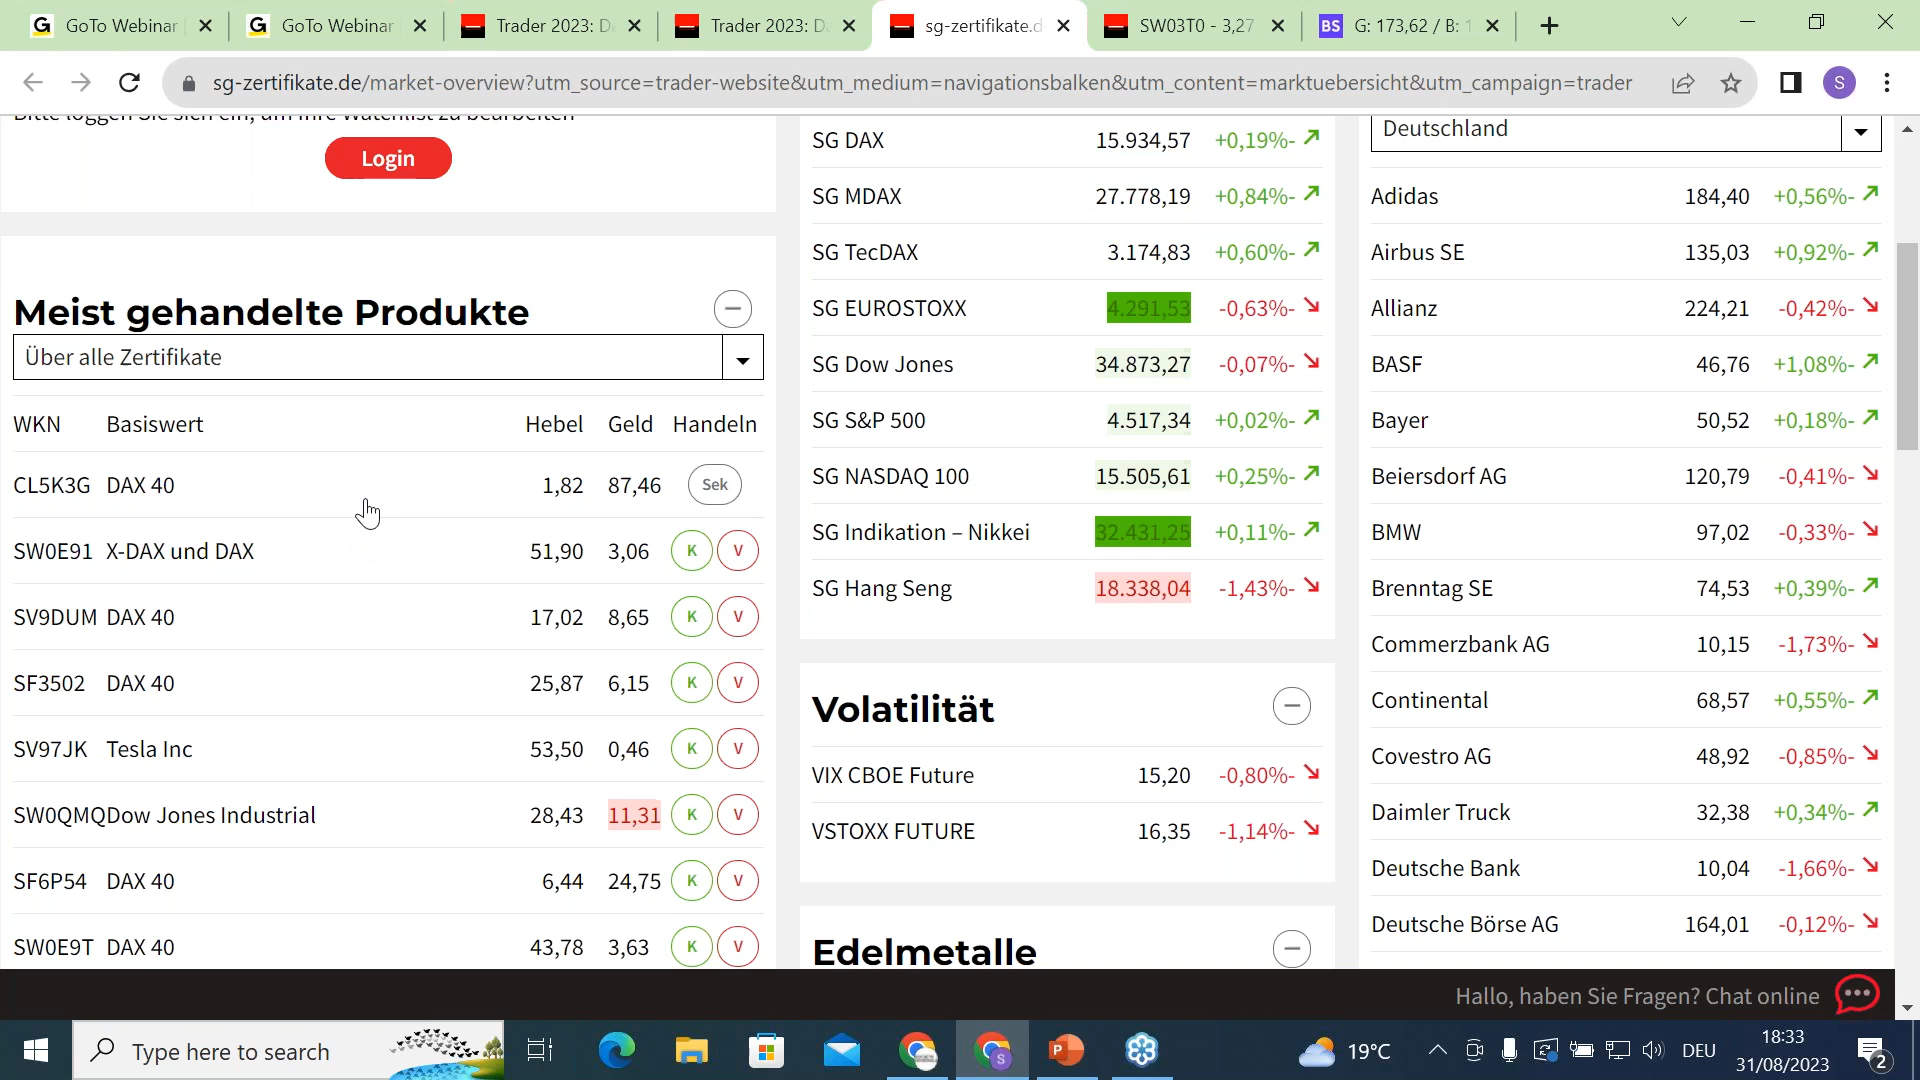 GoTo Webinar
GoTo Webinar
Trader 2023: D
Trader 2023: Da
sg-zertifikate.d
SW03T0 - 3,27
BS G: 173,62 / B: 1
sg-zertifikate.de/market-overview?utm_source=trader-website&utm_medium=navigationsbalken&utm_content=marktuebersicht&utm_campaign=trader
S
Bitte loggen Sie sich ein, um Ihre Watchlist zu bearbeiten
Login
Meist gehandelte Produkte
Über alle Zertifikate
WKN Basiswert Hebel Geld Handeln
CL5K3G DAX 40 1,82 87,46 Sek
SW0E91 X-DAX und DAX 51,90 3,06 K V
SV9DUM DAX 40 17,02 8,65 K V
SF3502 DAX 40 25,87 6,15 K V
SV97JK Tesla Inc 53,50 0,46 K V
SW0QMQ Dow Jones Industrial 28,43 11,31 K V
SF6P54 DAX 40 6,44 24,75 K V
SW0E9T DAX 40 43,78 3,63 K V
SG DAX 15.934,57 +0,19%-
SG MDAX 27.778,19 +0,84%-
SG TecDAX 3.174,83 +0,60%-
SG EUROSTOXX 4.291,53 -0,63%-
SG Dow Jones 34.873,27 -0,07%-
SG S&P 500 4.517,34 +0,02%-
SG NASDAQ 100 15.505,61 +0,25%-
SG Indikation – Nikkei 32.431,25 +0,11%-
SG Hang Seng 18.338,04 -1,43%-
Volatilität
VIX CBOE Future 15,20 -0,80%-
VSTOXX FUTURE 16,35 -1,14%-
Edelmetalle
Deutschland
Adidas 184,40 +0,56%-
Airbus SE 135,03 +0,92%-
Allianz 224,21 -0,42%-
BASF 46,76 +1,08%-
Bayer 50,52 +0,18%-
Beiersdorf AG 120,79 -0,41%-
BMW 97,02 -0,33%-
Brenntag SE 74,53 +0,39%-
Commerzbank AG 10,15 -1,73%-
Continental 68,57 +0,55%-
Covestro AG 48,92 -0,85%-
Daimler Truck 32,38 +0,34%-
Deutsche Bank 10,04 -1,66%-
Deutsche Börse AG 164,01 -0,12%-
Hallo, haben Sie Fragen? Chat online
Type here to search
19°C
DEU
18:33
31/08/2023
2